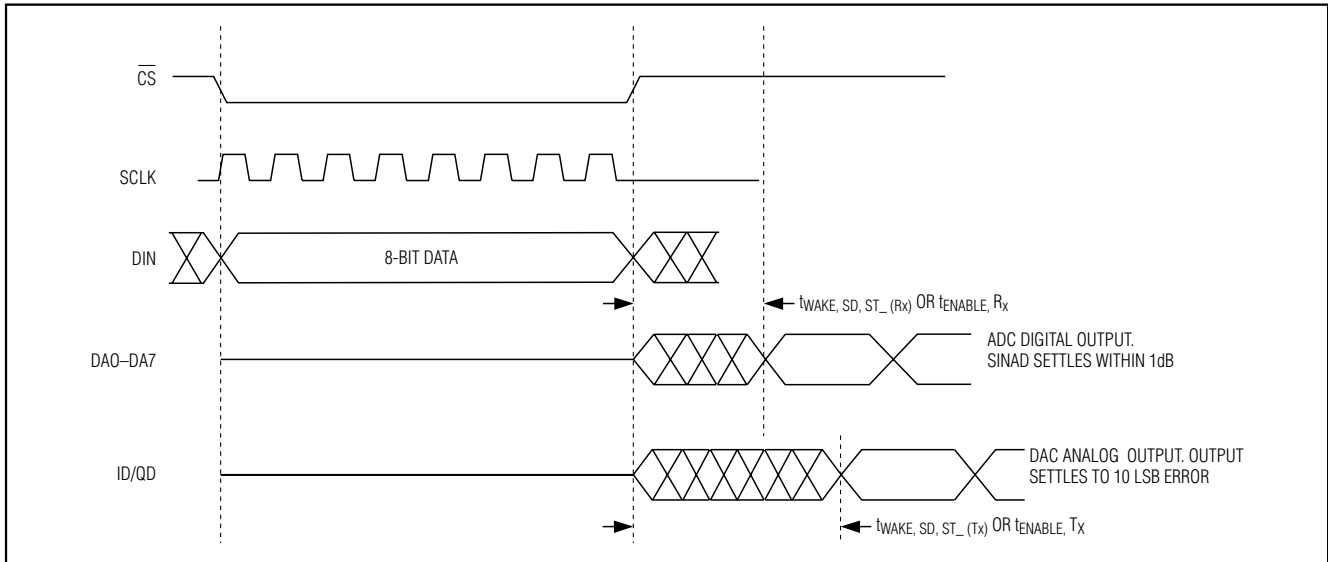 CS
SCLK
DIN
8-BIT DATA
tWAKE, SD, ST_ (Rx) OR tENABLE, RX
DA0–DA7
ADC DIGITAL OUTPUT.
SINAD SETTLES WITHIN 1dB
ID/QD
DAC ANALOG OUTPUT. OUTPUT
SETTLES TO 10 LSB ERROR
tWAKE, SD, ST_ (Tx) OR tENABLE, TX